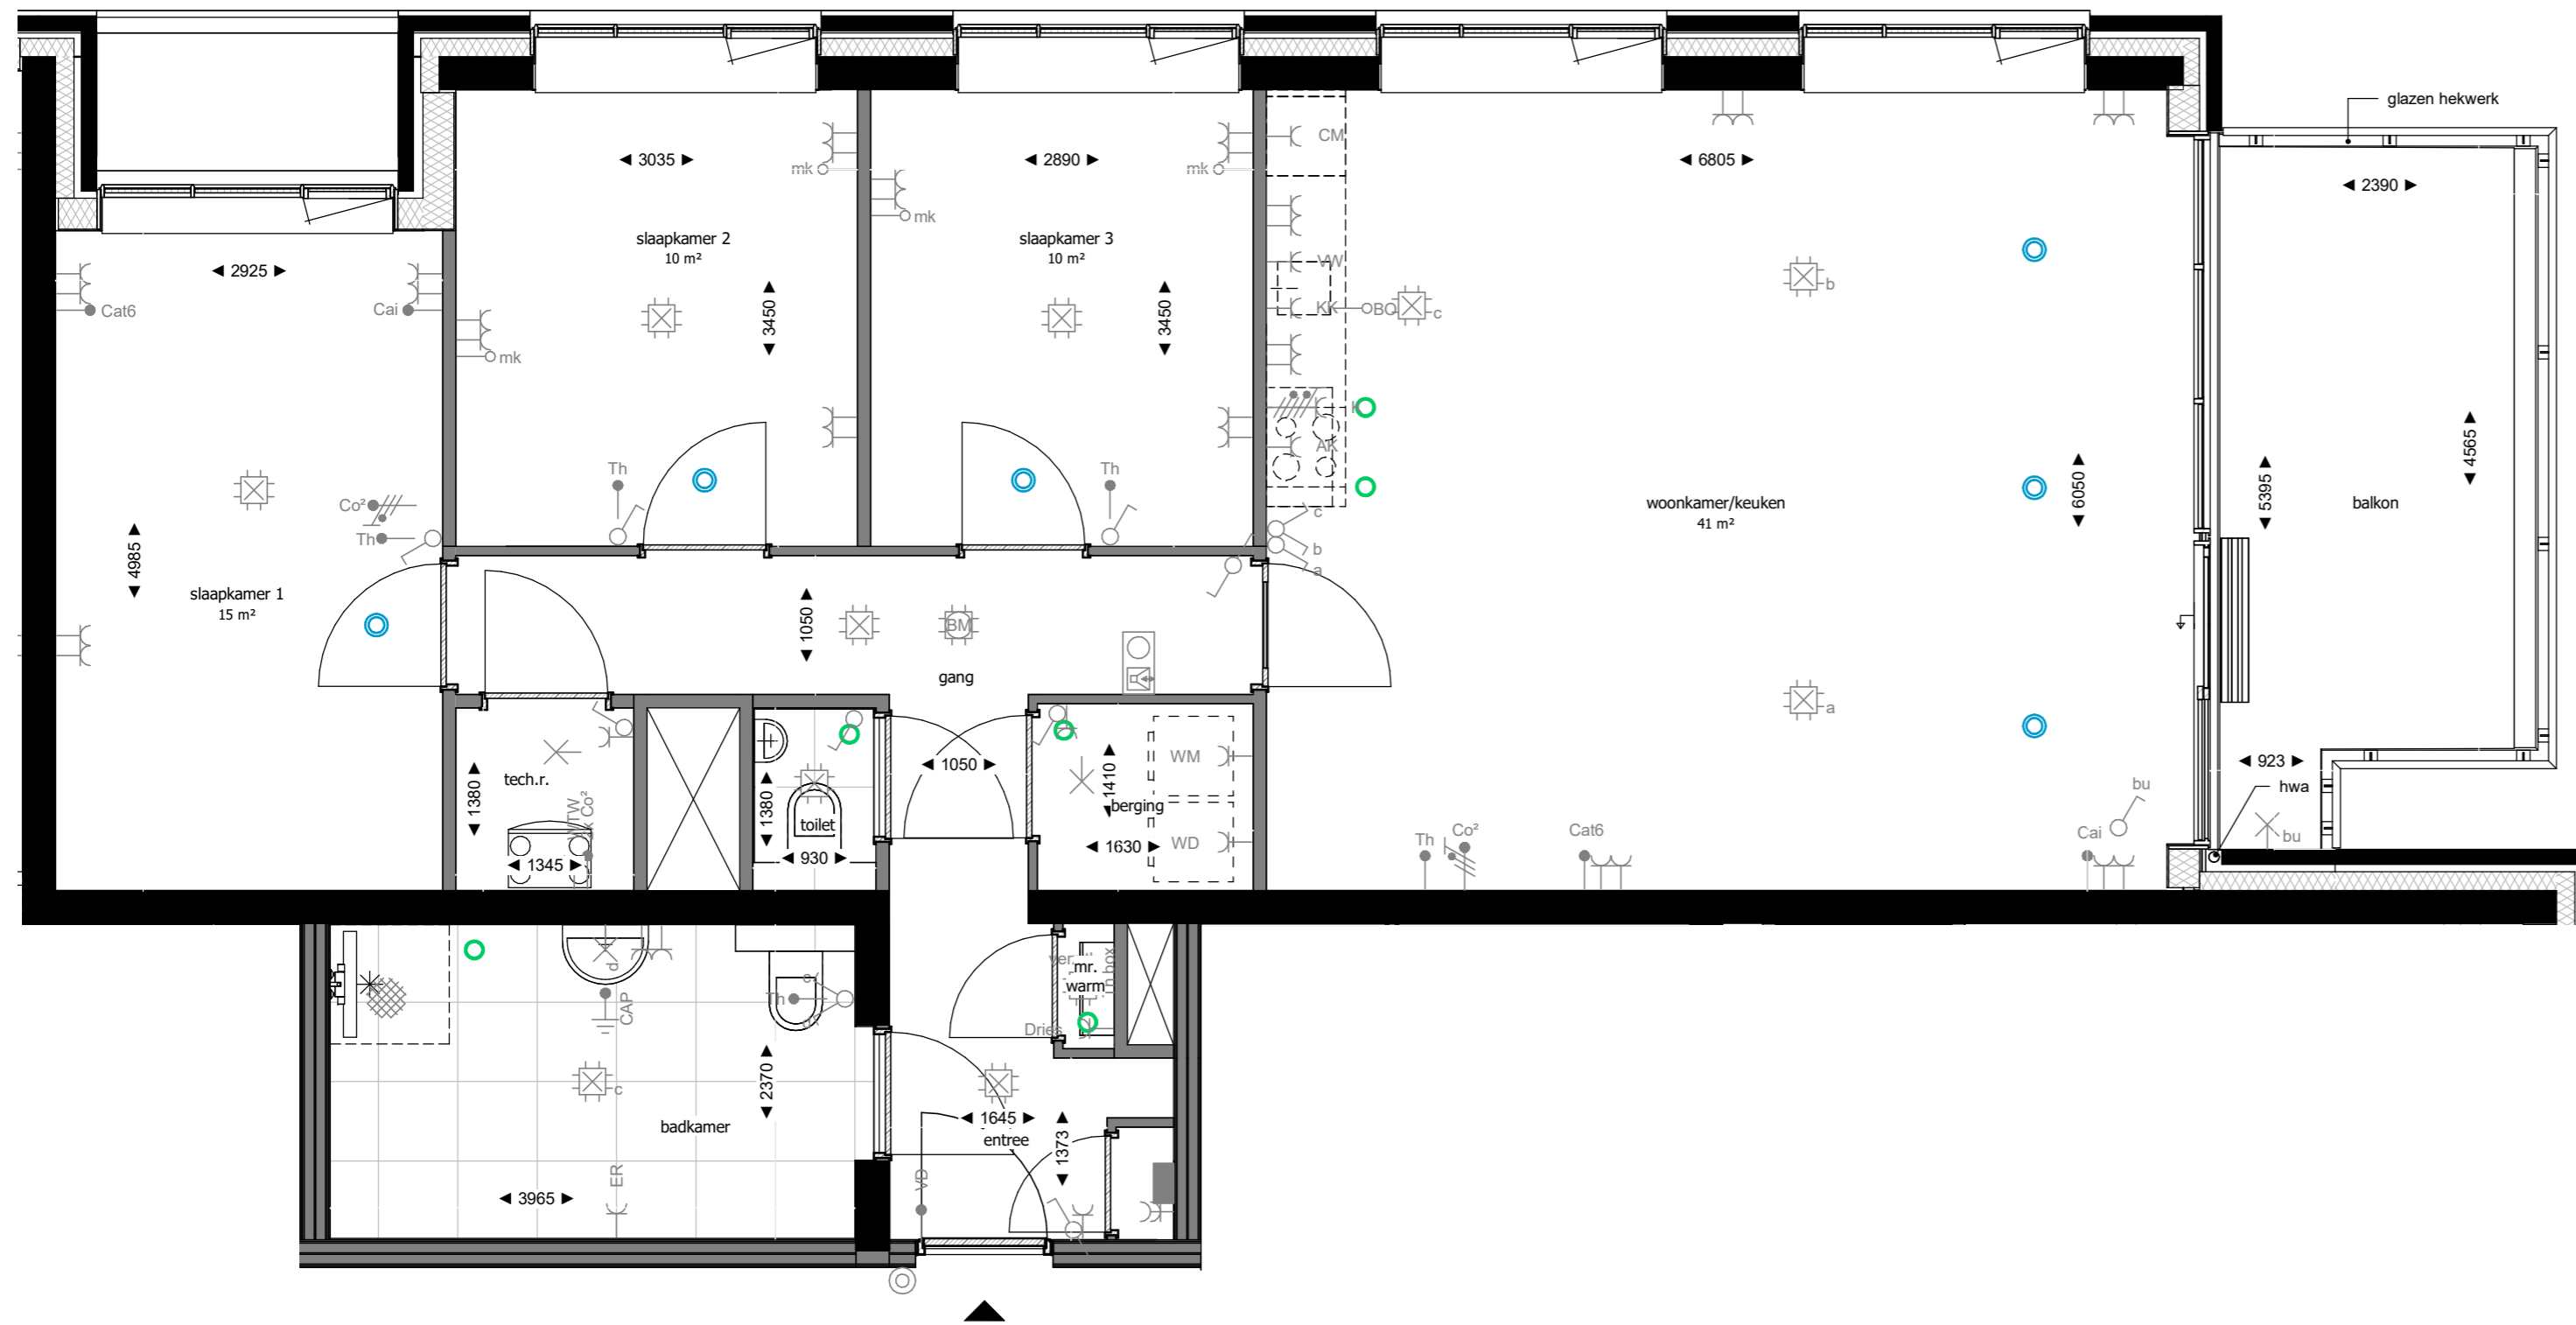 glazen hekwerk
CM
3035
2890
6805
2390
mk
mk
mk
slaapkamer 2
10 m²
slaapkamer 3
10 m²
VW
2925
b
Cat6
Cai
3450
3450
KK
BO
c
mk
AK
4565
Th
Th
Co²
c
woonkamer/keuken
41 m²
6050
5395
balkon
Th
b
a
4985
slaapkamer 1
15 m²
1050
BM
gang
a
WM
1050
923
hwa
tech.r.
1380
1380
1410
berging
bu
toilet
WTW
Co²
Th
Co²
Cat6
Cai
bu
1345
930
1630
WD
mr.
warm
d
c
Th
d
CAP
Dries
c
2370
badkamer
1645
entree
1373
ER
VD
3965